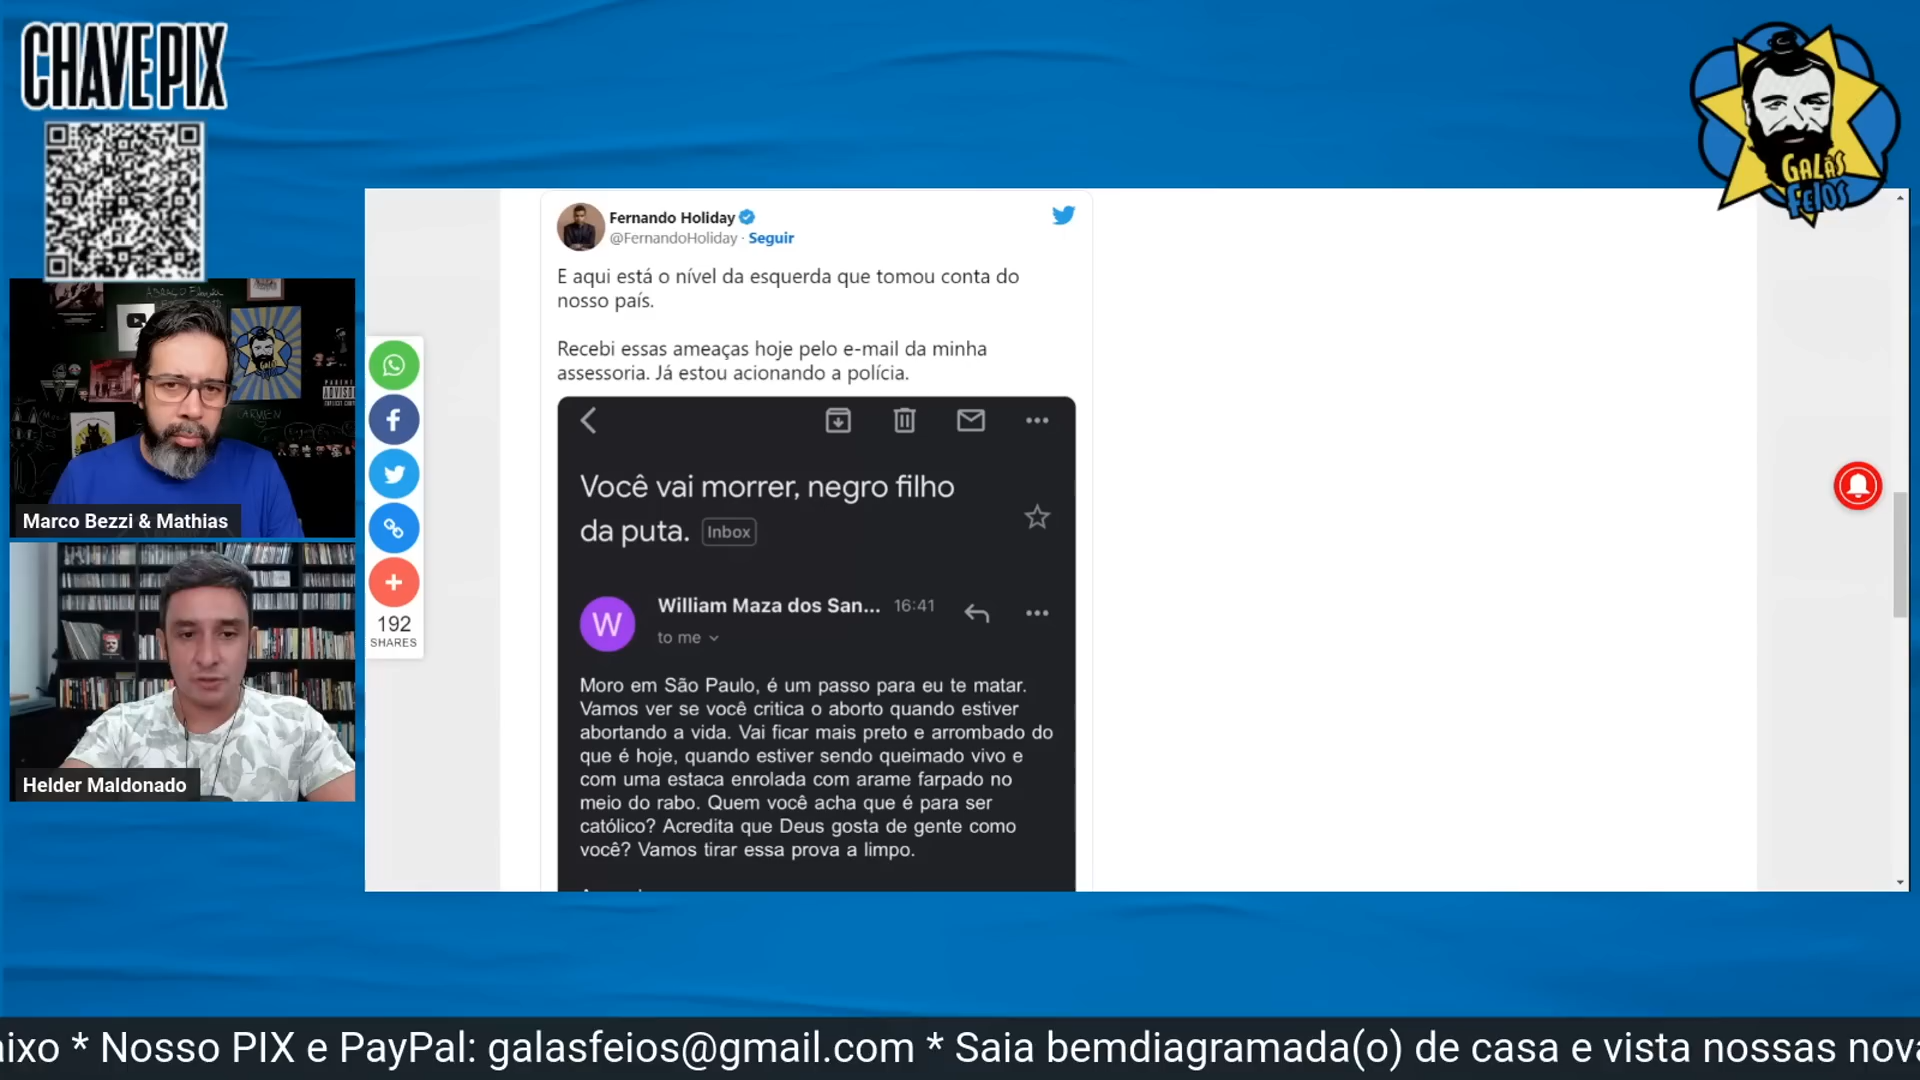 CHAVE PIX
GALÃS
FEIOS
Fernando Holiday
@FernandoHoliday · Seguir
E aqui está o nível da esquerda que tomou conta do
nosso país.
Recebi essas ameaças hoje pelo e-mail da minha
assessoria. Já estou acionando a polícia.
Você vai morrer, negro filho
da puta. Inbox
William Maza dos San... 16:41
to me
Moro em São Paulo, é um passo para eu te matar.
Vamos ver se você critica o aborto quando estiver
abortando a vida. Vai ficar mais preto e arrombado do
que é hoje, quando estiver sendo queimado vivo e
com uma estaca enrolada com arame farpado no
meio do rabo. Quem você acha que é para ser
católico? Acredita que Deus gosta de gente como
você? Vamos tirar essa prova a limpo.
W
192
SHARES
CARMEN
Marco Bezzi & Mathias
Helder Maldonado
aixo * Nosso PIX e PayPal: galasfeios@gmail.com * Saia bemdiagramada(o) de casa e vista nossas nova